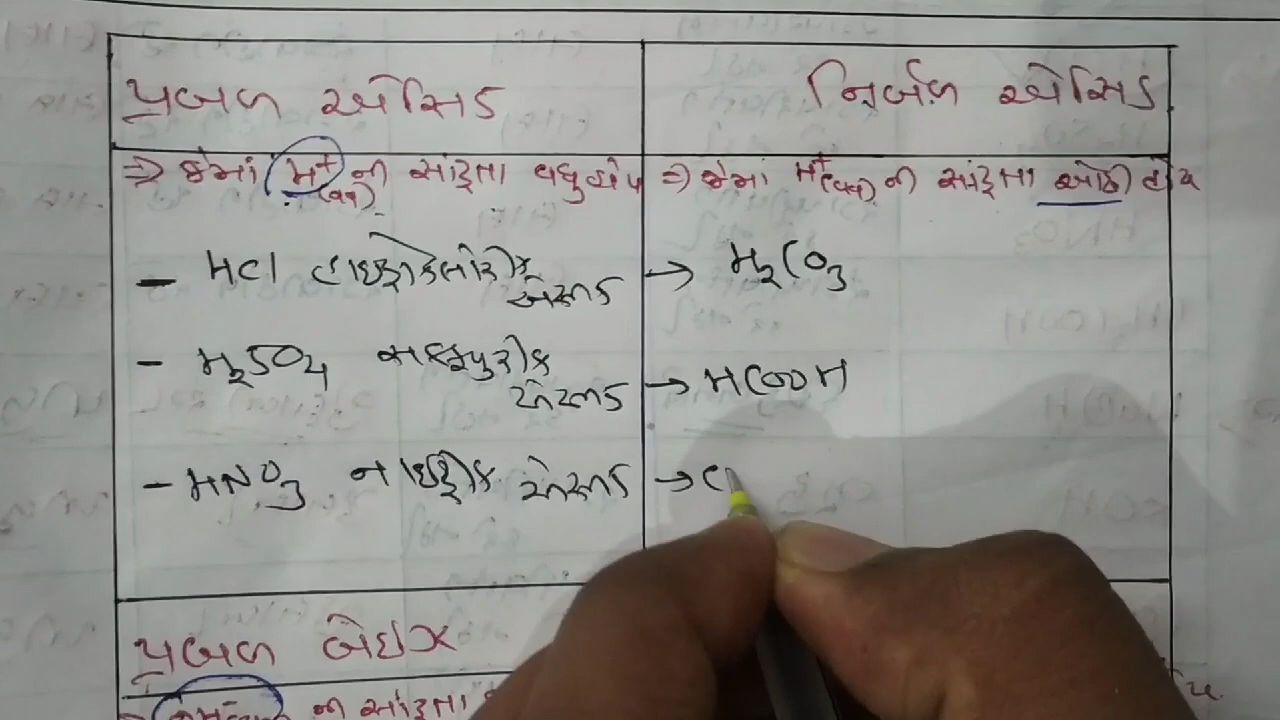 પ્રબળ એસિડ
નિર્બળ એસિડ
⇒ જેમાં H⁺(aq) ની સાંદ્રતા વધુ હોય
⇒ જેમાં H⁺(aq) ની સાંદ્રતા ઓછી હોય
- HCl હાઇડ્રોક્લોરીક એસિડ
→ H₂CO₃
- H₂SO₄ સલ્ફ્યુરીક એસિડ
→ HCOOH
- HNO₃ નાઇટ્રીક એસિડ
→ C
પ્રબળ બેઇઝ
ની સાંદ્રતા